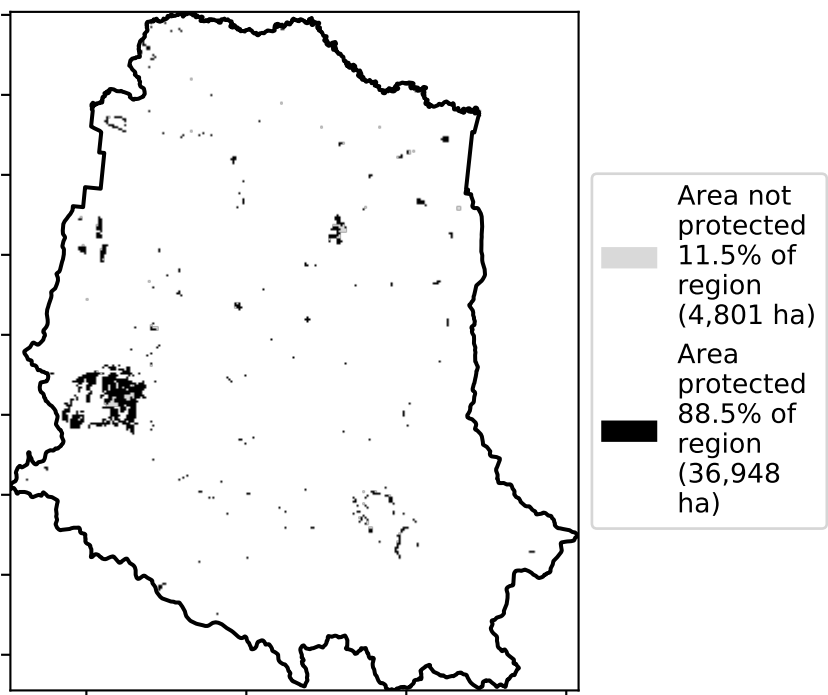 Area not
protected
11.5% of
region
(4,801 ha)
Area
protected
88.5% of
region
(36,948
ha)